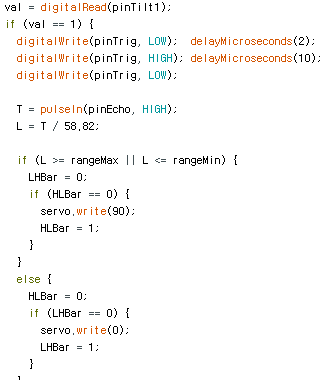 val = digitalRead(pinTilt1);
if (val == 1) {
digitalWrite(pinTrig, LOW); delayMicroseconds(2);
digitalWrite(pinTrig, HIGH); delayMicroseconds(10);
digitalWrite(pinTrig, LOW);
T = pulseIn(pinEcho, HIGH);
L = T / 58.82;
if (L >= rangeMax || L <= rangeMin) {
LHBar = 0;
if (HLBar == 0) {
servo.write(90);
HLBar = 1;
}
}
else {
HLBar = 0;
if (LHBar == 0) {
servo.write(0);
LHBar = 1;
}
}